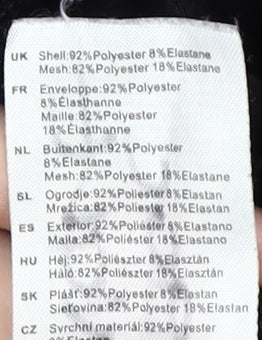 UK Shell:92%Polyester 8%Elastane
Mesh:82%Polyester 18%Elastane
FR Enveloppe:92%Polyester
8%Élasthanne
Maille:82%Polyester
18%Élasthanne
NL Buitenkant:92%Polyester
8%Elastane
Mesh:82%Polyester 18%Elastane
SL Ogrodje:92%Poliester 8%Elastan
Mrežica:82%Poliester 18%Elastan
ES Exterior:92%Poliéster 8%Elastano
Malla:82%Poliéster 18%Elastano
HU Héj:92%Poliészter 8%Elasztán
Háló:82%Poliészter 18%Elasztán
SK Plášť:92%Polyester 8%Elastan
Sieťovina:82%Polyester 18%Elastan
CZ Svrchní materiál:92%Polyester
8%Elastan